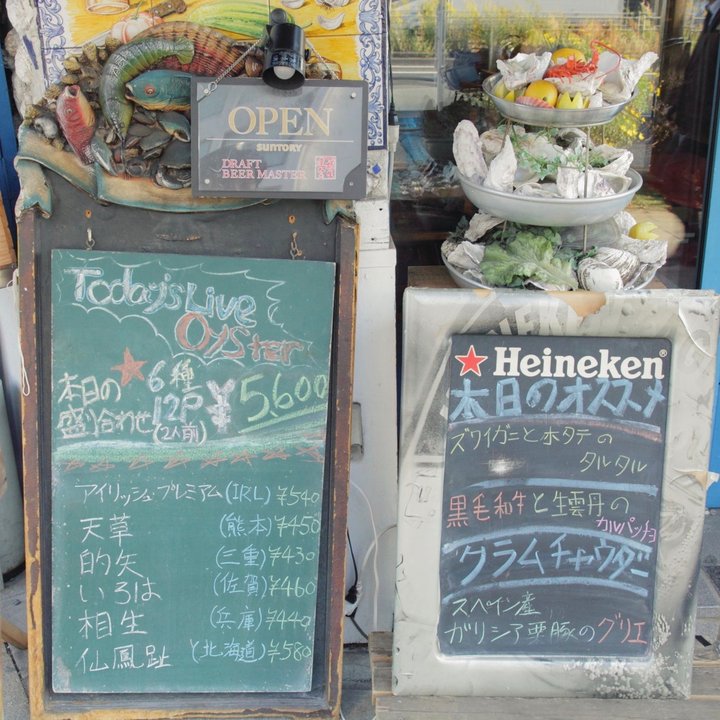 OPEN
SUNTORY
DRAFT
BEER MASTER
Today's Live
Oyster
本日の
盛り合わせ
6種
12P
(2人前)
¥5,600
アイリッシュ・プレミアム(IRL)¥540
天草 (熊本)¥450
的矢 (三重)¥430
いろは (佐賀)¥460
相生 (兵庫)¥440
仙鳳趾 (北海道)¥580
Heineken
本日のオススメ
ズワイガニとホタテの
タルタル
黒毛和牛と生雲丹の
カルパッチョ
クラムチャウダー
スペイン産
ガリシア栗豚のグリエ